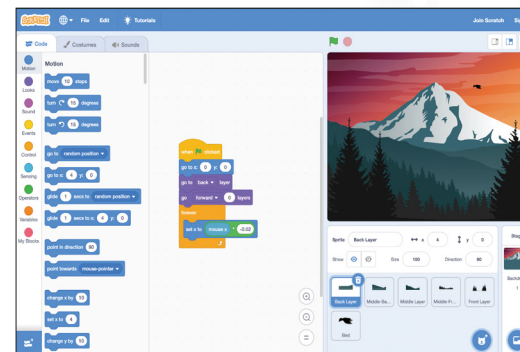 SCRATCH File Edit Tutorials Join Scratch
Code Costumes Sounds
Motion
Looks
Sound
Events
Control
Sensing
Operators
Variables
My Blocks
Motion
move 10 steps
turn 15 degrees
turn 15 degrees
go to random position
go to x: 4 y: 0
glide 1 secs to random position
glide 1 secs to x: 4 y: 0
point in direction 90
point towards mouse-pointer
change x by 10
set x to 4
change y by 10
when clicked
go to x: 0 y: 0
go to back layer
go forward 0 layers
forever
set x to mouse x * -0.02
Sprite Back Layer x 4 y 0
Show Size 100 Direction 90
Back Layer Middle-Ba... Middle Layer Middle-Fr... Front Layer
Bird
1